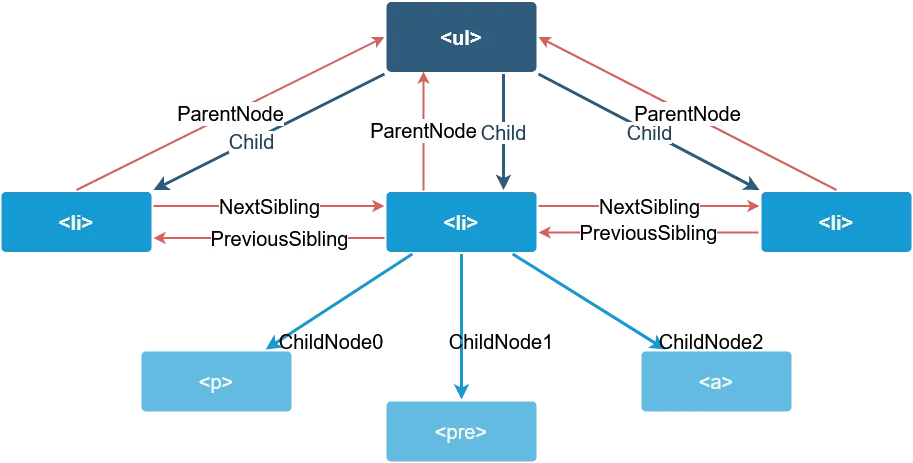 <ul>
ParentNode
ParentNode
Child
ParentNode
Child
Child
<li>
NextSibling
PreviousSibling
<li>
NextSibling
PreviousSibling
<li>
ChildNode0
ChildNode1
ChildNode2
<p>
<pre>
<a>